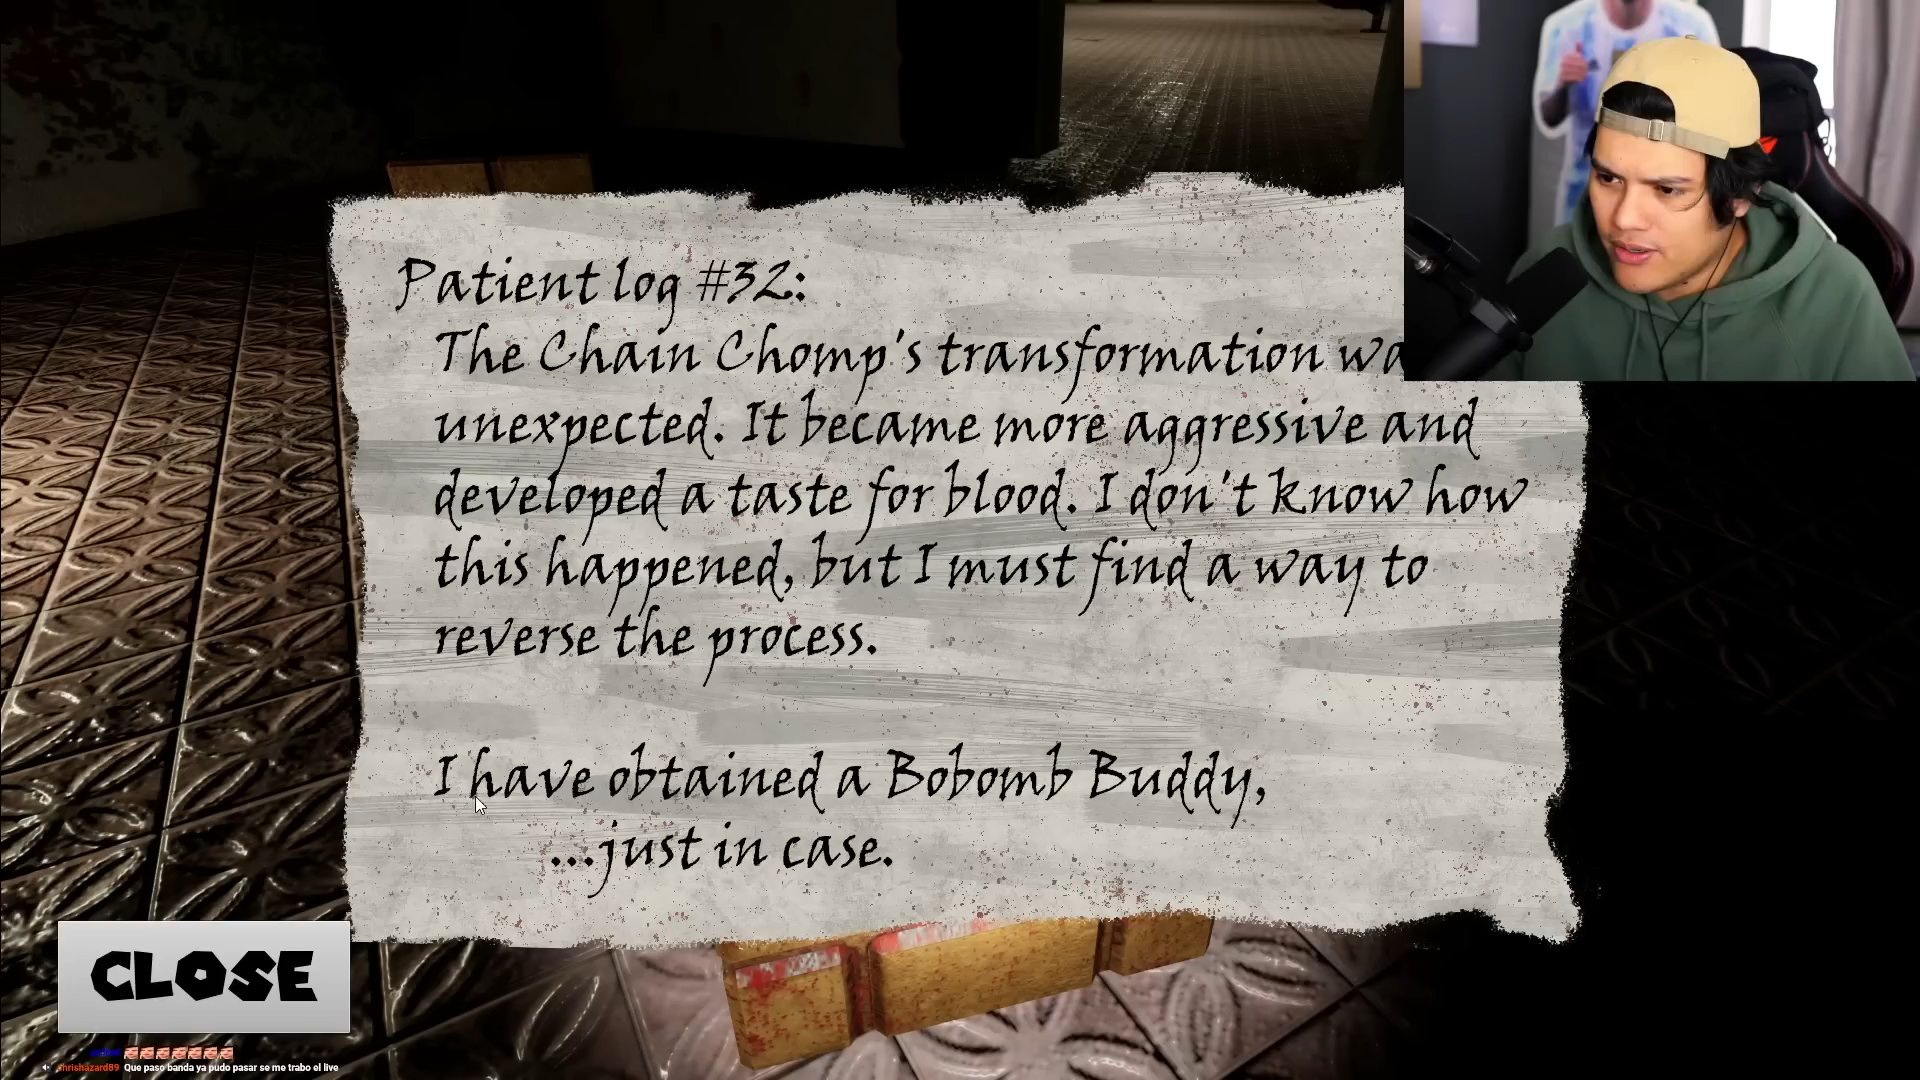 Patient log #32:
The Chain Chomp's transformation
unexpected. It became more aggressive and
developed a taste for blood. I don't know how
this happened, but I must find a way to
reverse the process.
I have obtained a Bobomb Buddy,
...just in case.
CLOSE
chrishazard89 Que paso banda ya pudo pasar se me trabo el live